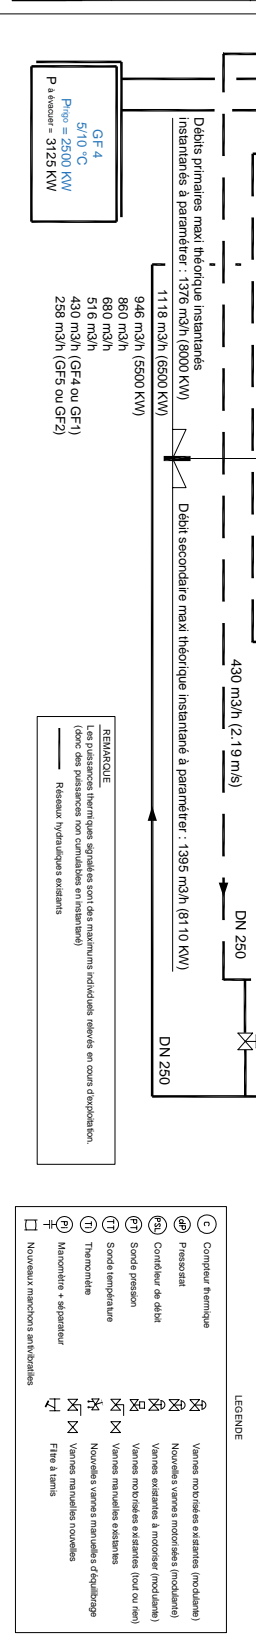 GF 4
5/10 °C
Pfrigo = 2500 KW
P à évacuer = 3125 KW
Débits primaires maxi théorique instantanés
instantanés à paramétrer : 1376 m3/h (8000 KW)
1118 m3/h (6500 KW)
946 m3/h (5500 KW)
860 m3/h
680 m3/h
516 m3/h
430 m3/h (GF4 ou GF1)
258 m3/h (GF5 ou GF2)
Débit secondaire maxi théorique instantané à paramétrer : 1395 m3/h (8110 KW)
430 m3/h (2.19 m/s)
DN 250
DN 250
REMARQUE
Les puissances thermiques signalées sont des maximums individuels relevés en cours d'exploitation.
(donc des puissances non cumulables en instantané)
Réseaux hydrauliques existants
LEGENDE
C Compteur thermique
dP Pressostat
PSL Contrôleur de débit
PT Sonde pression
TT Sonde température
TI Thermomètre
PI Manomètre + séparateur
Nouveaux manchons antivibratiles
Vannes motorisées existantes (modulante)
Nouvelles vannes motorisées (modulante)
Vannes existantes à motoriser (modulante)
Vannes motorisées existantes (tout ou rien)
Vannes manuelles existantes
Nouvelles vannes manuelles d'équilibrage
Vannes manuelles nouvelles
Filtre à tamis